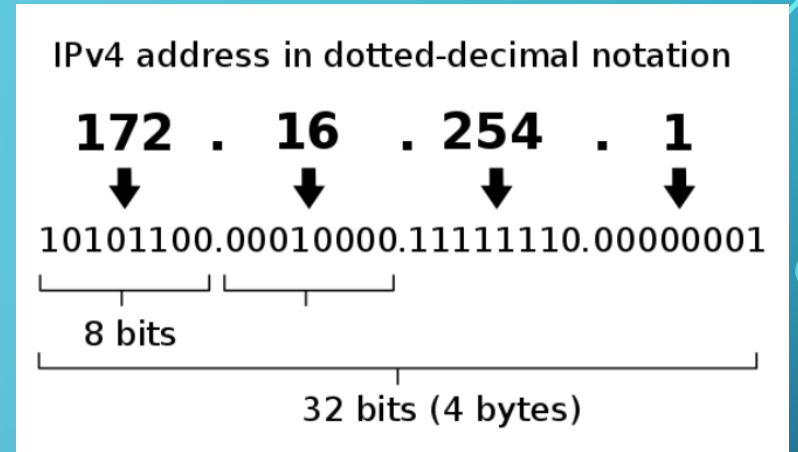 IPv4 address in dotted-decimal notation
172 . 16 . 254 . 1
10101100.00010000.11111110.00000001
8 bits
32 bits (4 bytes)